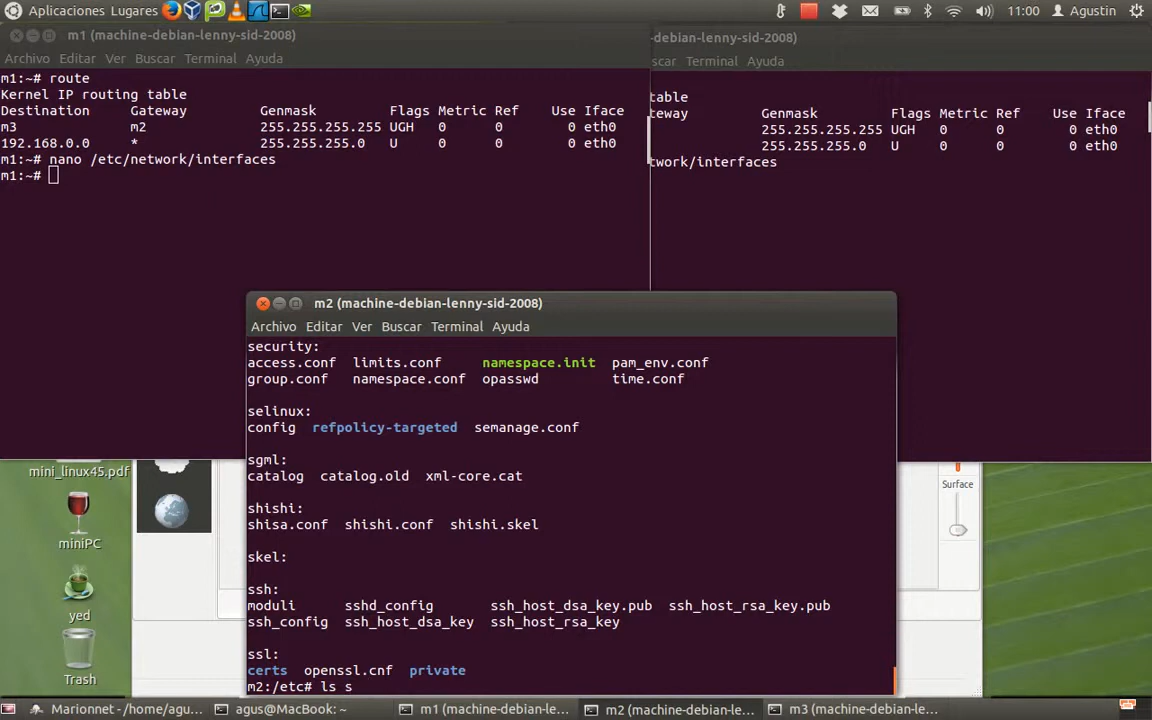 Aplicaciones Lugares 11:00 Agustin
m1 (machine-debian-lenny-sid-2008)
Archivo Editar Ver Buscar Terminal Ayuda
m1:~# route
Kernel IP routing table
Destination Gateway Genmask Flags Metric Ref Use Iface
m3 m2 255.255.255.255 UGH 0 0 0 eth0
192.168.0.0 * 255.255.255.0 U 0 0 0 eth0
m1:~# nano /etc/network/interfaces
m1:~#
-debian-lenny-sid-2008)
scar Terminal Ayuda
table
teway Genmask Flags Metric Ref Use Iface
255.255.255.255 UGH 0 0 0 eth0
255.255.255.0 U 0 0 0 eth0
twork/interfaces
m2 (machine-debian-lenny-sid-2008)
Archivo Editar Ver Buscar Terminal Ayuda
security:
access.conf limits.conf namespace.init pam_env.conf
group.conf namespace.conf opasswd time.conf
selinux:
config refpolicy-targeted semanage.conf
sgml:
catalog catalog.old xml-core.cat
shishi:
shisa.conf shishi.conf shishi.skel
skel:
ssh:
moduli sshd_config ssh_host_dsa_key.pub ssh_host_rsa_key.pub
ssh_config ssh_host_dsa_key ssh_host_rsa_key
ssl:
certs openssl.cnf private
m2:/etc# ls s
mini_linux45.pdf
miniPC
yed
Trash
Surface
Marionnet - /home/agu... agus@MacBook: ~ m1 (machine-debian-le... m2 (machine-debian-le... m3 (machine-debian-le...